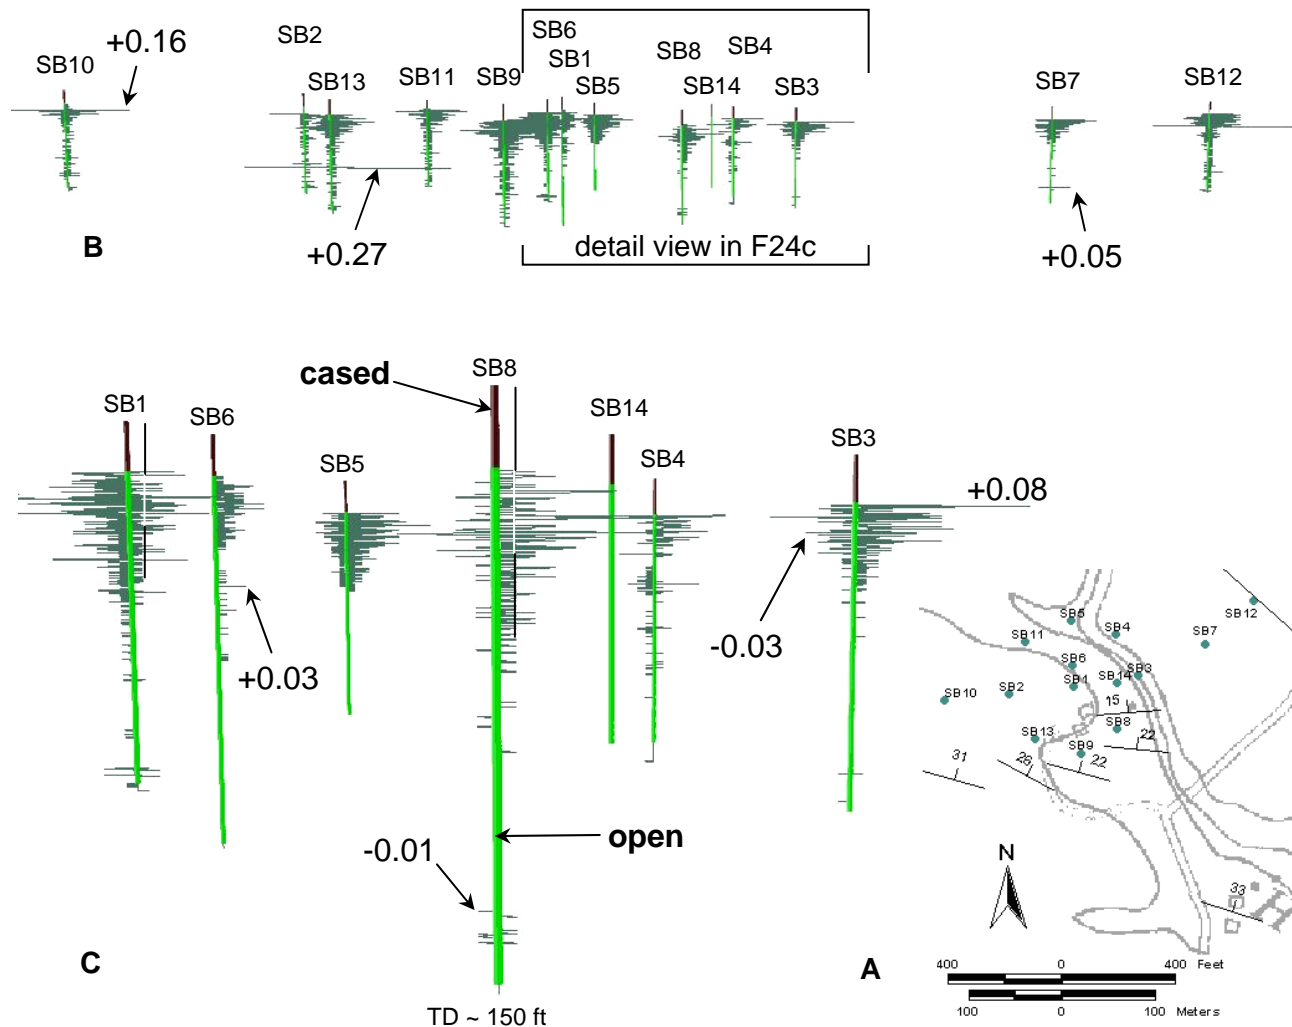 SB10
+0.16
SB2
SB13
SB11
SB9
SB6
SB1
SB5
SB8
SB4
SB14
SB3
SB7
SB12
B
+0.27
detail view in F24c
+0.05
cased
SB8
SB1
SB6
SB5
SB14
SB4
SB3
+0.08
-0.03
+0.03
-0.01
open
C
TD ~ 150 ft
SB12
SB5
SB4
SB7
SB11
SB6
SB3
SB1
SB14
SB10
SB2
15
SB13
SB8
SB9
22
31
26
22
33
N
A
400 0 400 Feet
100 0 100 Meters